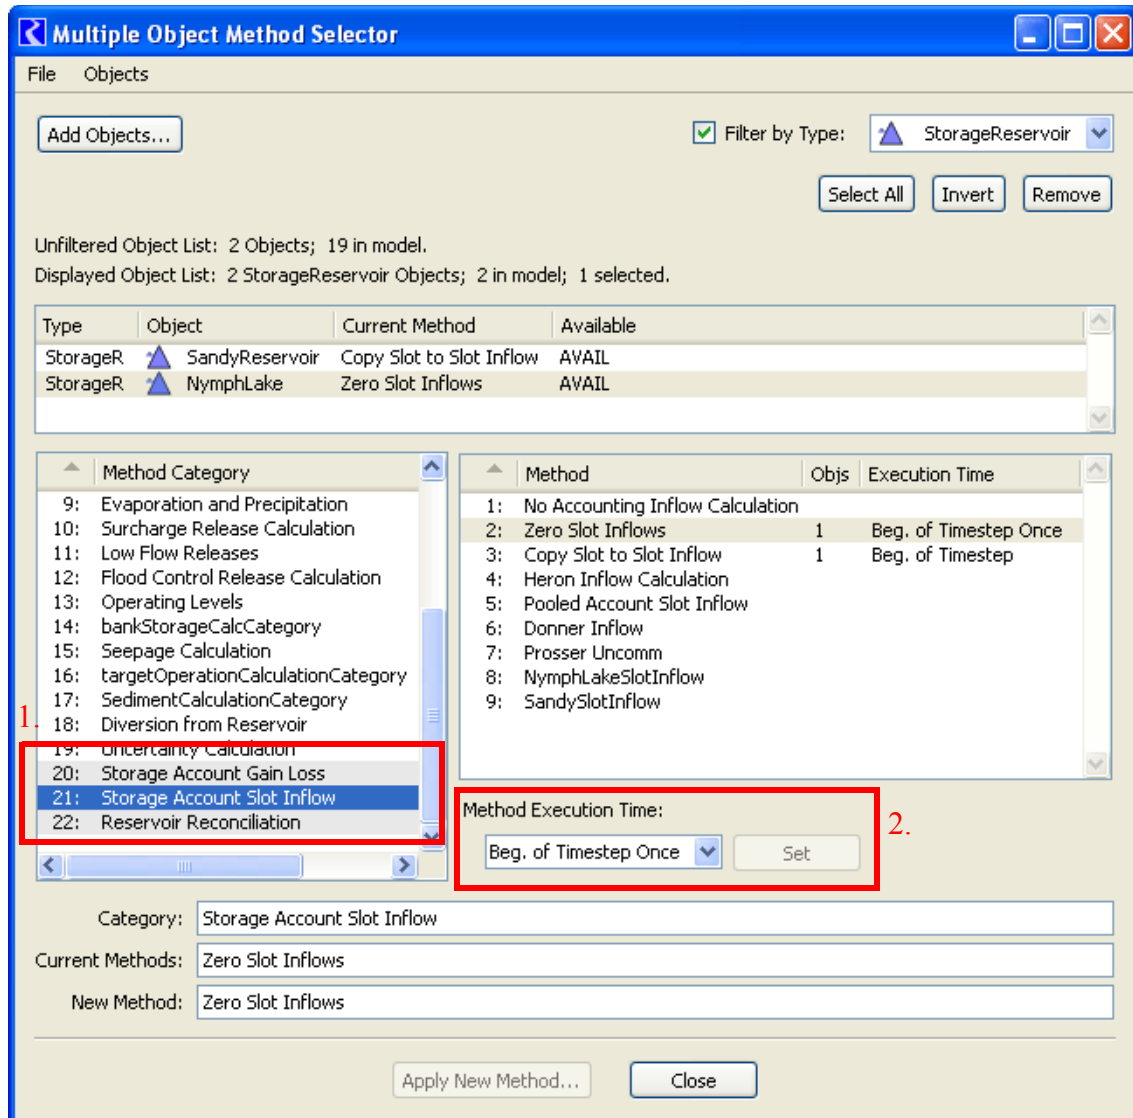 Multiple Object Method Selector
File Objects
Add Objects...
Filter by Type: StorageReservoir
Select All Invert Remove
Unfiltered Object List: 2 Objects; 19 in model.
Displayed Object List: 2 StorageReservoir Objects; 2 in model; 1 selected.
Type Object Current Method Available
StorageR SandyReservoir Copy Slot to Slot Inflow AVAIL
StorageR NymphLake Zero Slot Inflows AVAIL
Method Category
9: Evaporation and Precipitation
10: Surcharge Release Calculation
11: Low Flow Releases
12: Flood Control Release Calculation
13: Operating Levels
14: bankStorageCalcCategory
15: Seepage Calculation
16: targetOperationCalculationCategory
17: SedimentCalculationCategory
18: Diversion from Reservoir
19: Uncertainty Calculation
20: Storage Account Gain Loss
21: Storage Account Slot Inflow
22: Reservoir Reconciliation
1.
Method Objs Execution Time
1: No Accounting Inflow Calculation
2: Zero Slot Inflows 1 Beg. of Timestep Once
3: Copy Slot to Slot Inflow 1 Beg. of Timestep
4: Heron Inflow Calculation
5: Pooled Account Slot Inflow
6: Donner Inflow
7: Prosser Uncomm
8: NymphLakeSlotInflow
9: SandySlotInflow
Method Execution Time:
Beg. of Timestep Once Set
2.
Category: Storage Account Slot Inflow
Current Methods: Zero Slot Inflows
New Method: Zero Slot Inflows
Apply New Method... Close